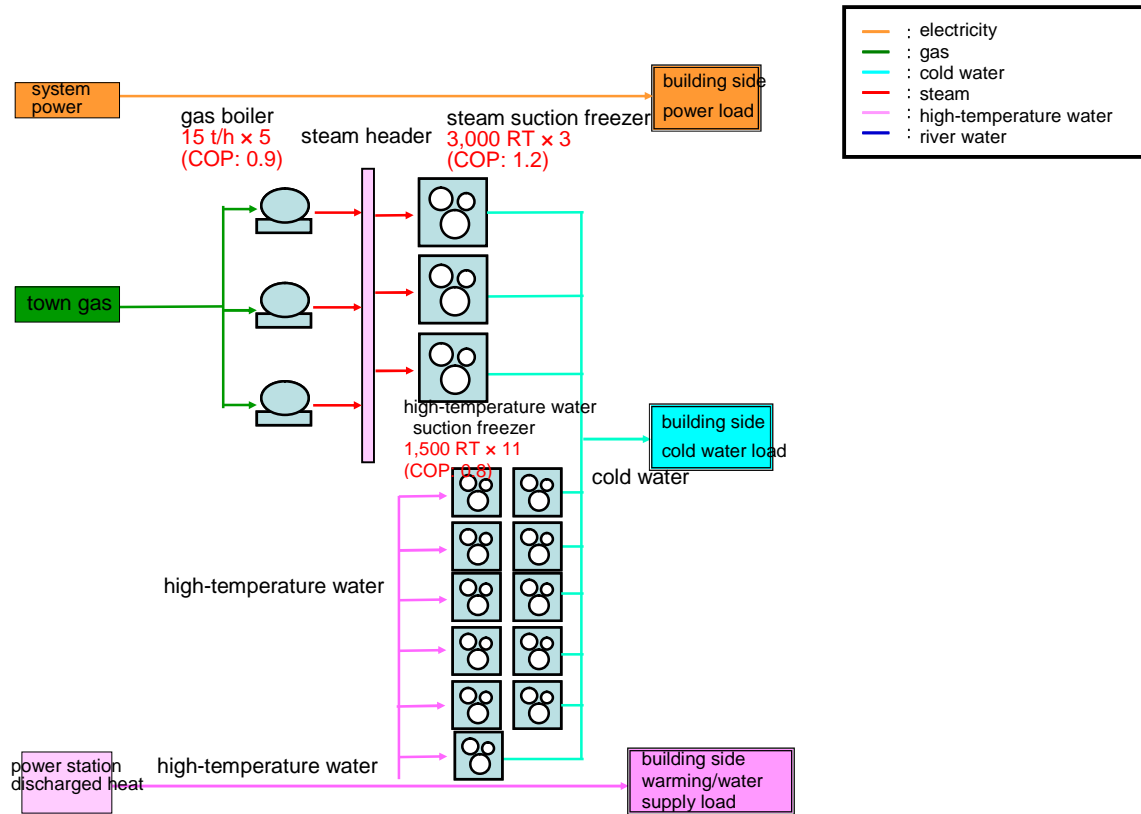 : electricity
: gas
: cold water
: steam
: high-temperature water
: river water
system
power
building side
power load
gas boiler
15 t/h × 5
(COP: 0.9)
steam header
steam suction freezer
3,000 RT × 3
(COP: 1.2)
town gas
high-temperature water
suction freezer
1,500 RT × 11
(COP: 0.8)
building side
cold water load
cold water
high-temperature water
power station
discharged heat
high-temperature water
building side
warming/water
supply load